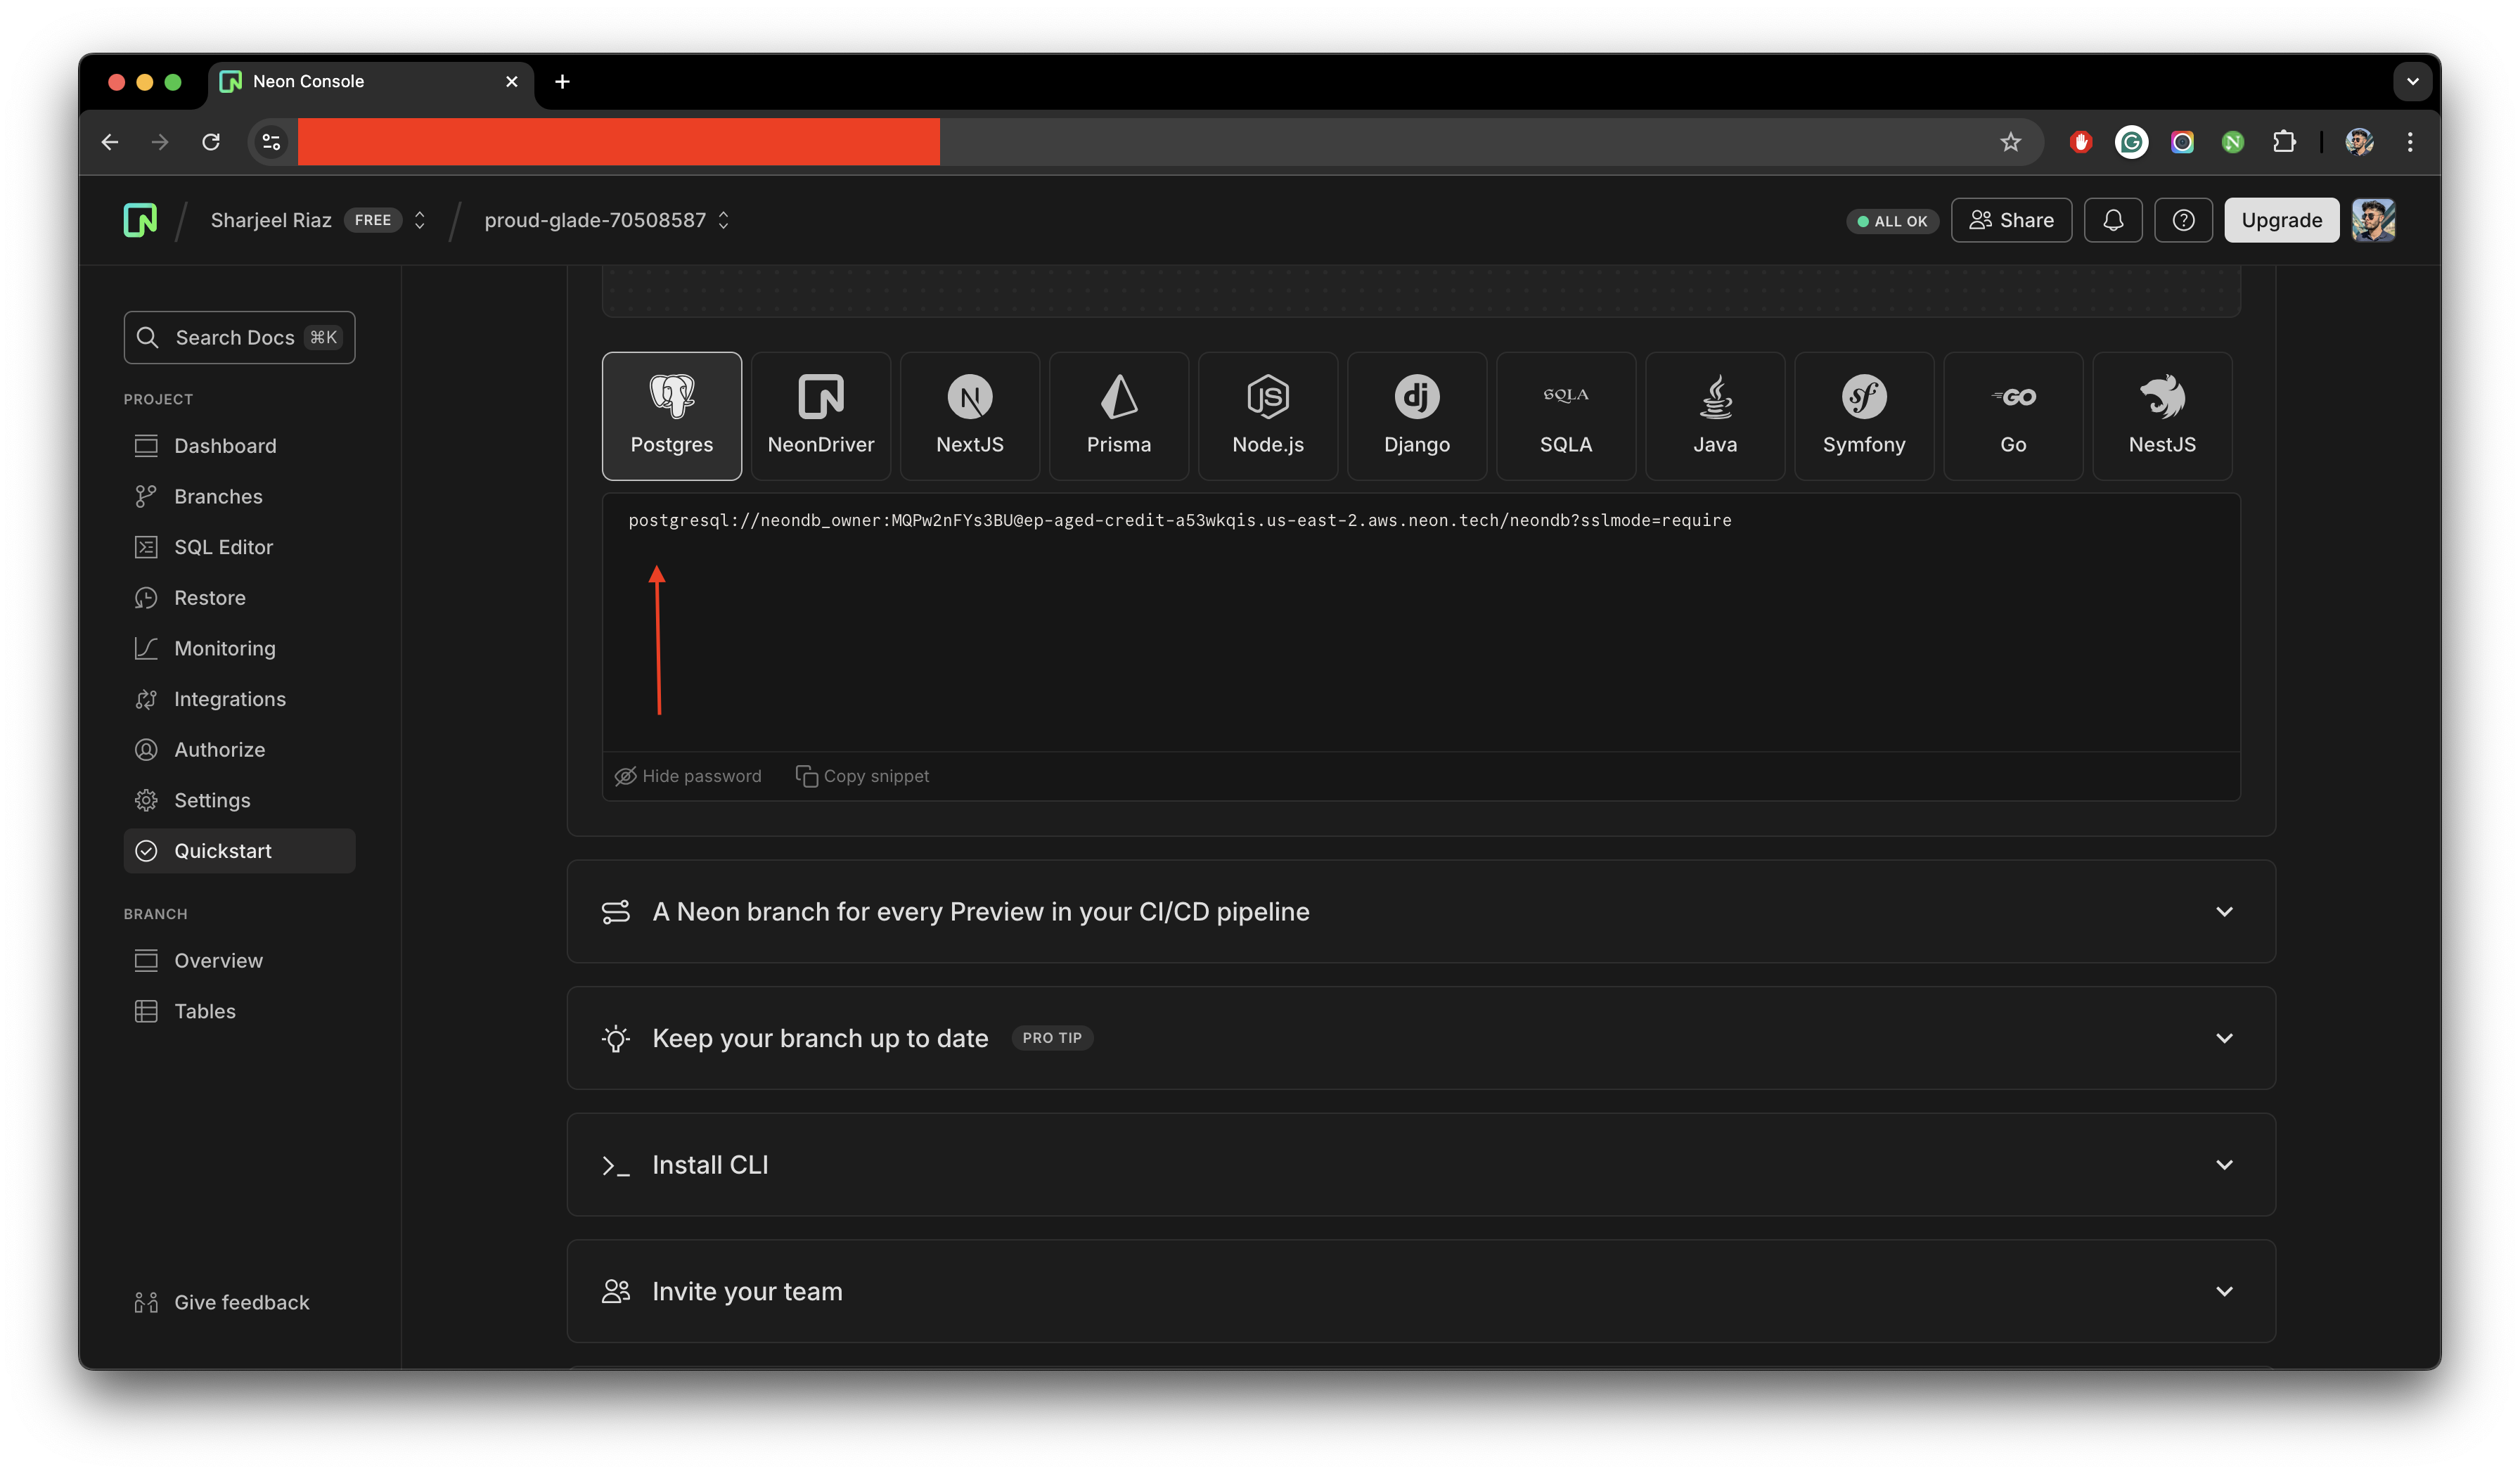 Neon Console
Sharjeel Riaz FREE
proud-glade-70508587
ALL OK
Share
Upgrade
Search Docs ⌘K
PROJECT
Dashboard
Branches
SQL Editor
Restore
Monitoring
Integrations
Authorize
Settings
Quickstart
BRANCH
Overview
Tables
Give feedback
Postgres
NeonDriver
NextJS
Prisma
Node.js
Django
SQLA
SQLA
Java
Symfony
GO
Go
NestJS
postgresql://neondb_owner:MQPw2nFYs3BU@ep-aged-credit-a53wkqis.us-east-2.aws.neon.tech/neondb?sslmode=require
Hide password
Copy snippet
A Neon branch for every Preview in your CI/CD pipeline
Keep your branch up to date PRO TIP
Install CLI
Invite your team